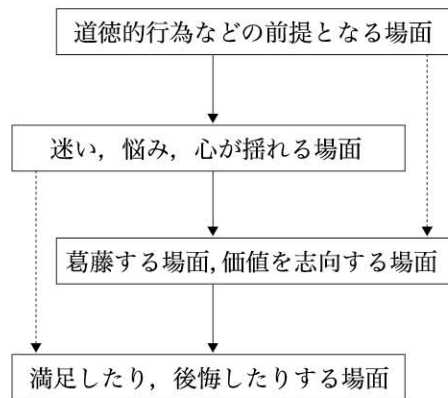 道徳的行為などの前提となる場面
迷い，悩み，心が揺れる場面
葛藤する場面，価値を志向する場面
満足したり，後悔したりする場面